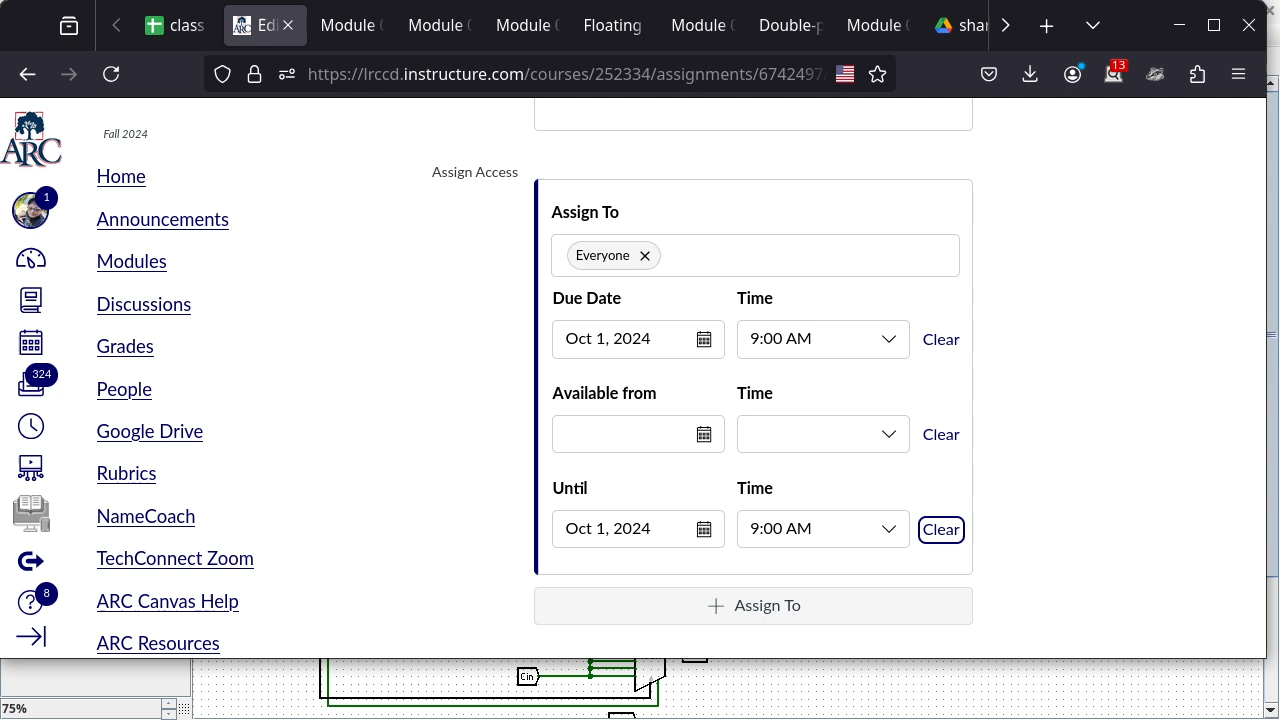 class
Edi
Module
Module
Module
Floating
Module
Double-p
Module
shar
https://lrccd.instructure.com/courses/252334/assignments/6742497
13
ARC
Fall 2024
1
324
8
Home
Announcements
Modules
Discussions
Grades
People
Google Drive
Rubrics
NameCoach
TechConnect Zoom
ARC Canvas Help
ARC Resources
Assign Access
Assign To
Everyone
Due Date Time
Oct 1, 2024 9:00 AM Clear
Available from Time
Clear
Until Time
Oct 1, 2024 9:00 AM Clear
Assign To
Cin
75%